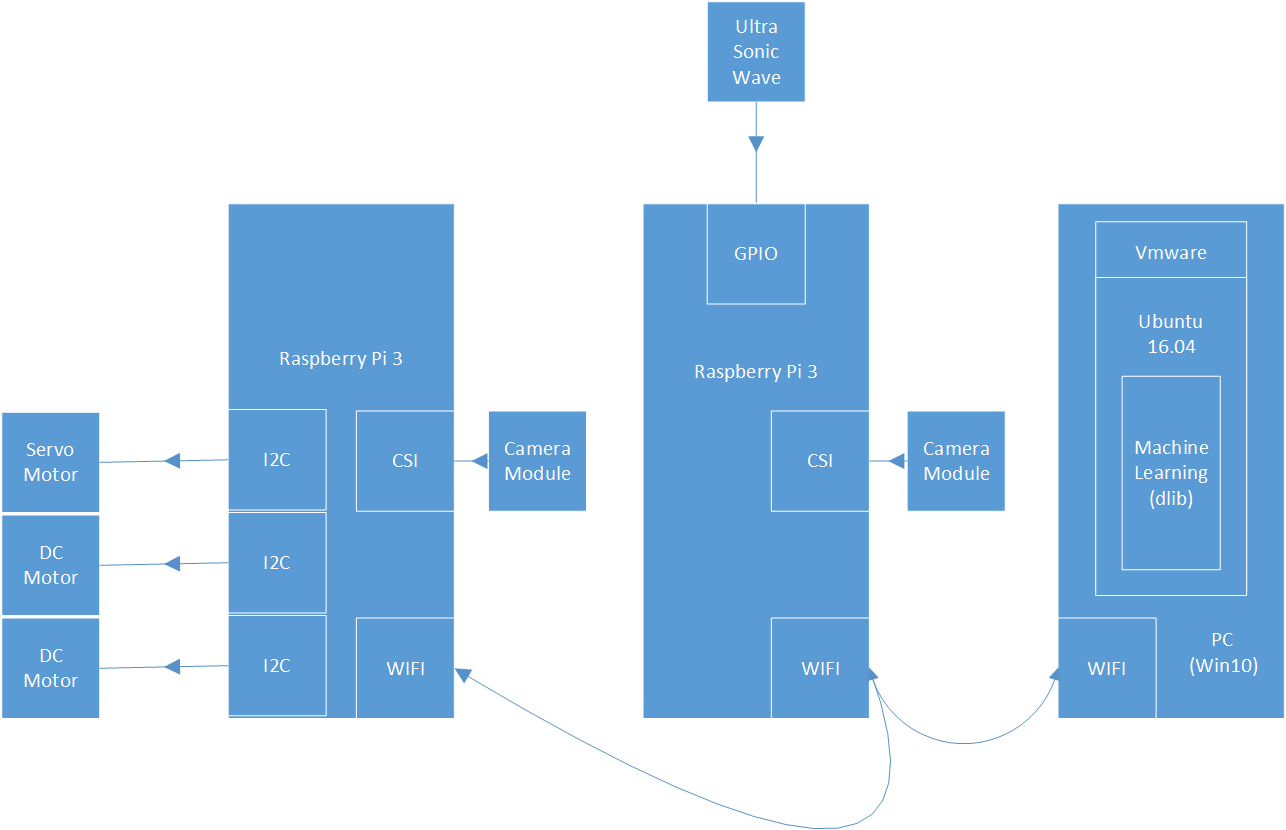 Ultra
Sonic
Wave
Raspberry Pi 3
Servo
Motor
I2C
CSI
Camera
Module
DC
Motor
I2C
DC
Motor
I2C
WIFI
GPIO
Raspberry Pi 3
CSI
Camera
Module
WIFI
Vmware
Ubuntu
16.04
Machine
Learning
(dlib)
PC
(Win10)
WIFI